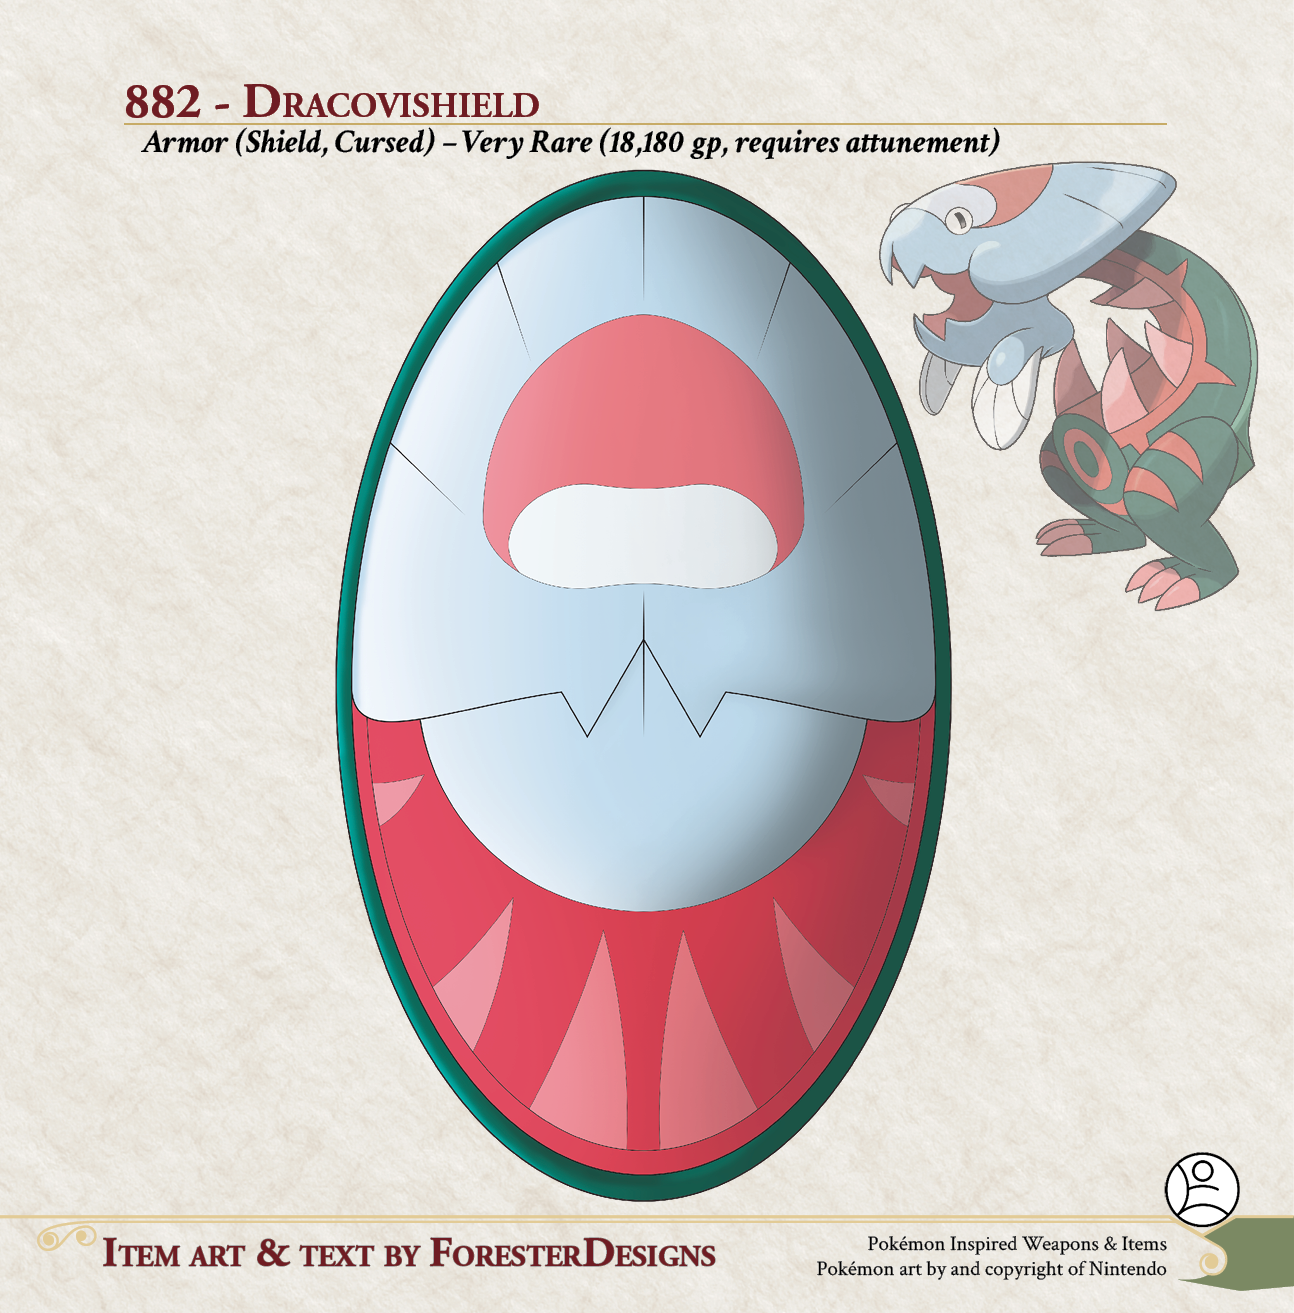 882 - Dracovishield
Armor (Shield, Cursed) – Very Rare (18,180 gp, requires attunement)
Item art & text by ForesterDesigns
Pokémon Inspired Weapons & Items
Pokémon art by and copyright of Nintendo